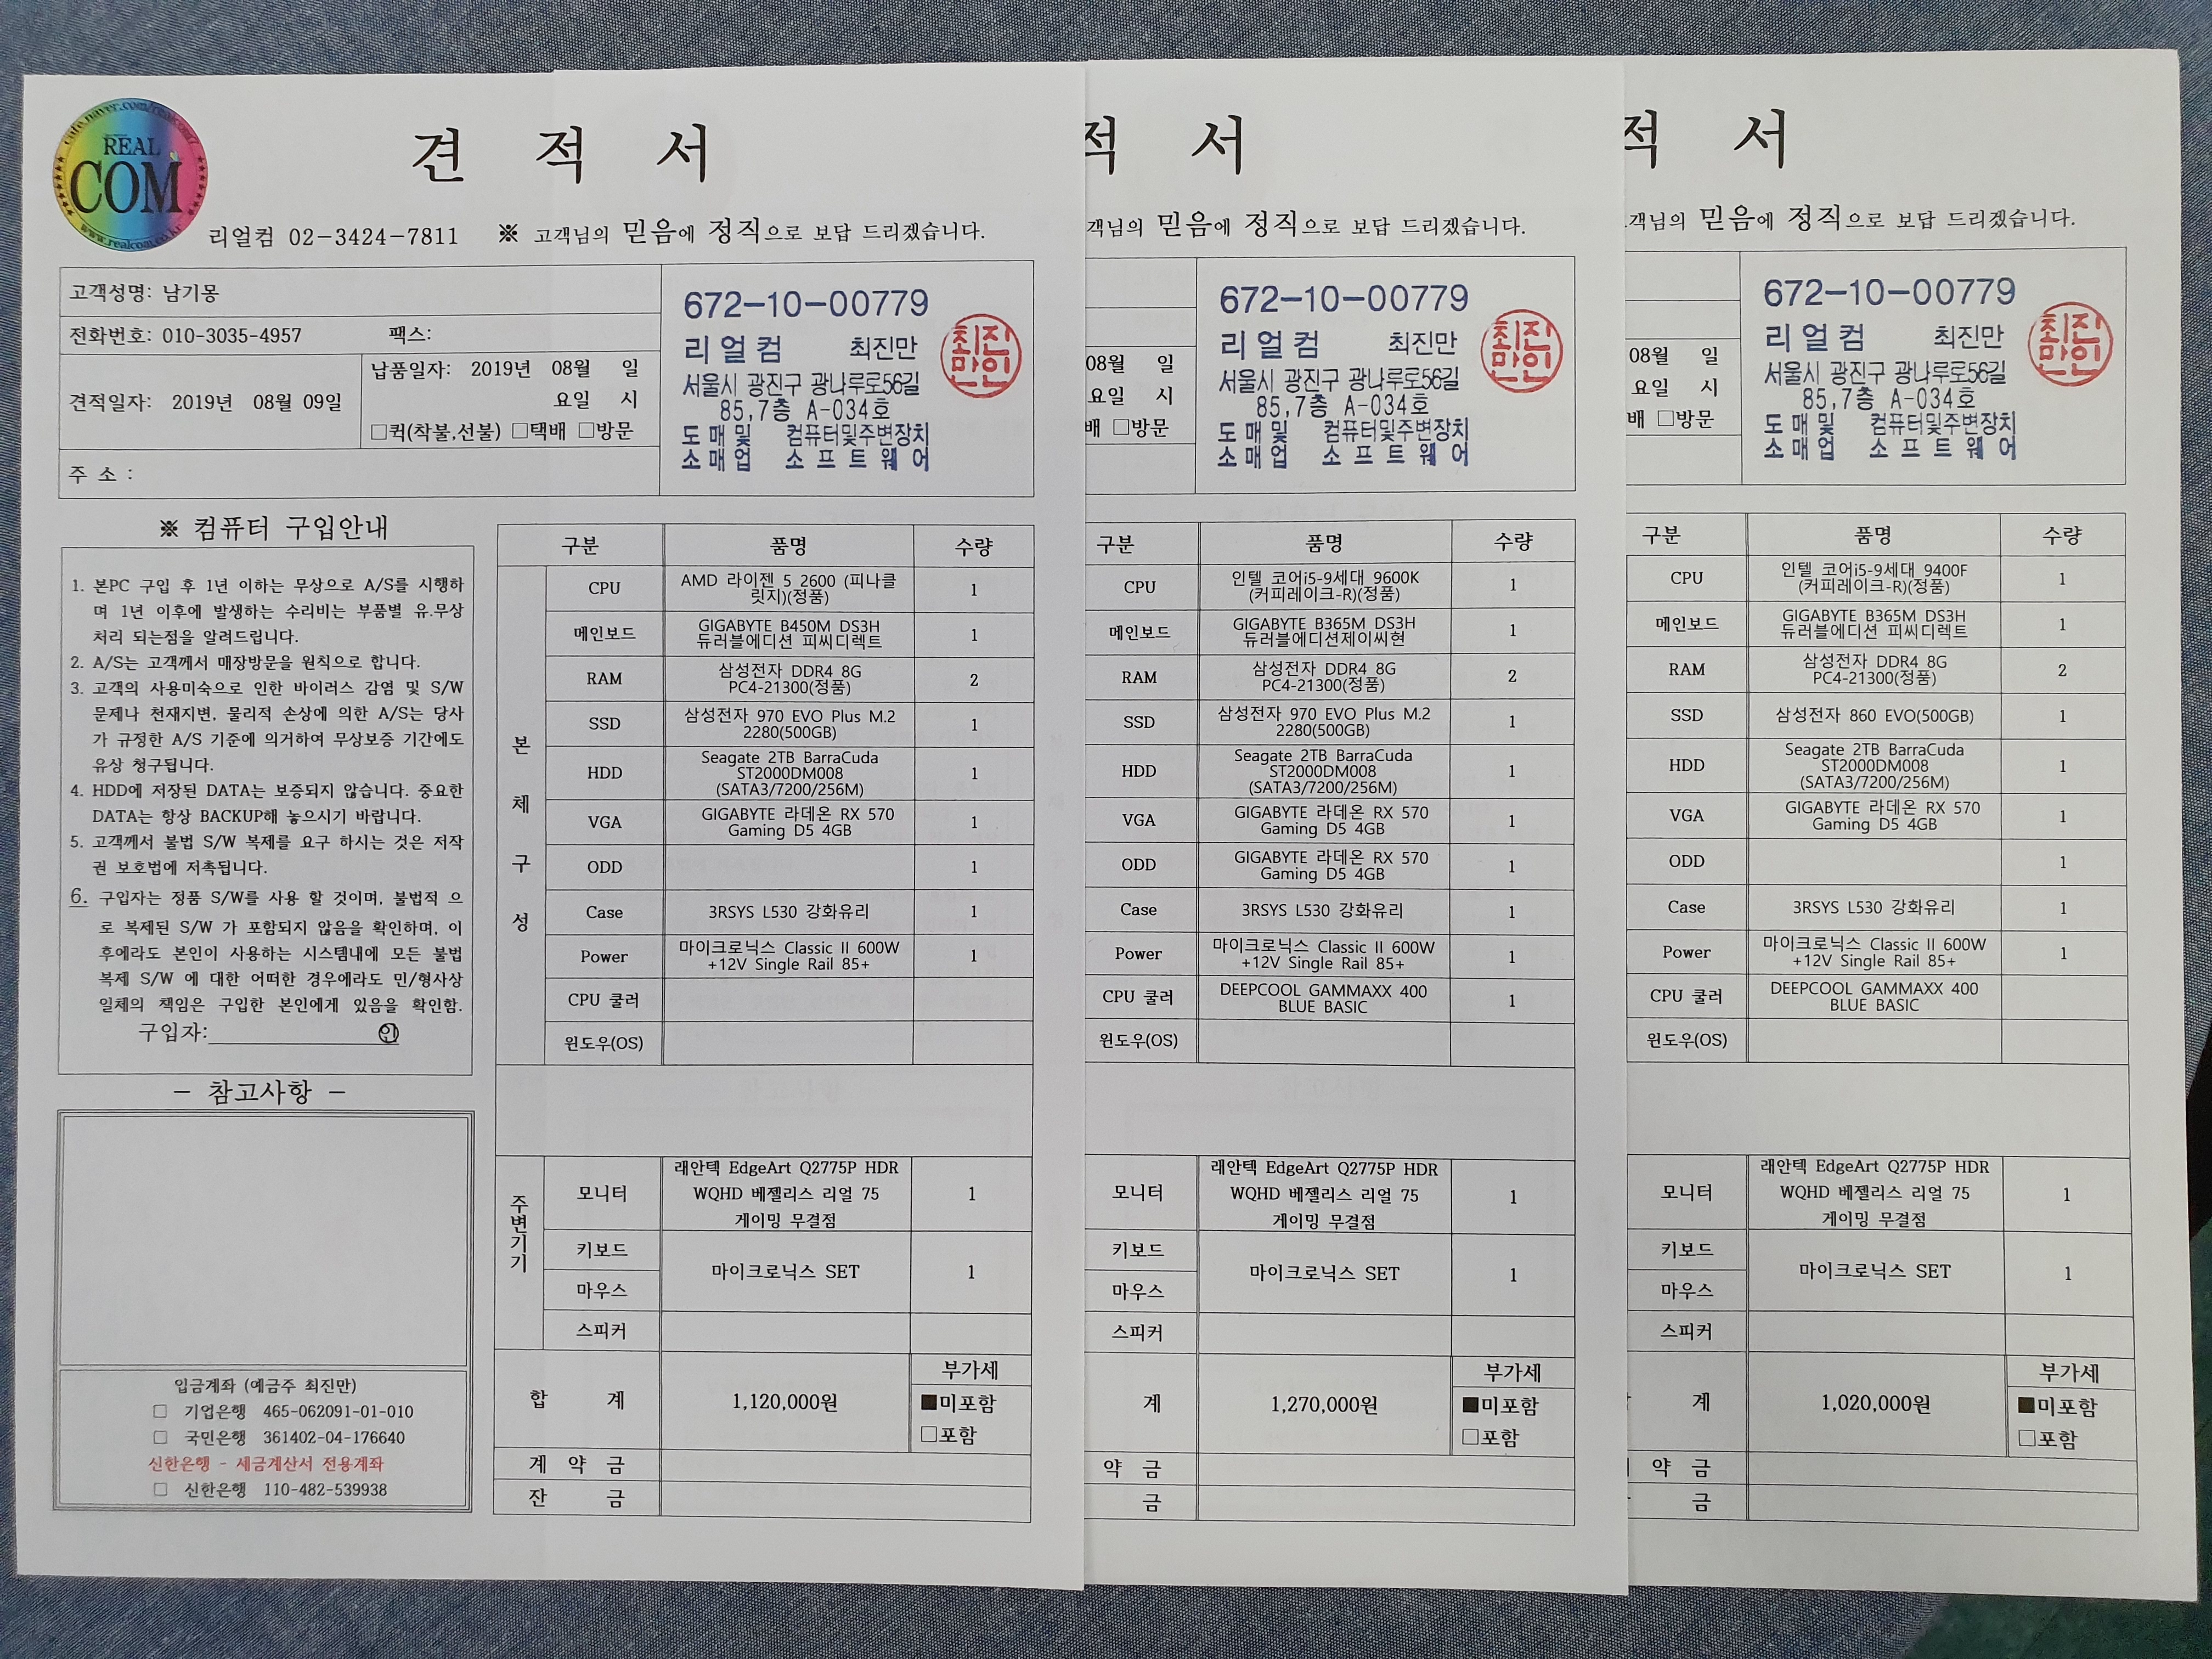 cafe.naver.com/realcom7
REAL
COM
www.realcom.co.kr
견 적 서
리얼컴 02-3424-7811 ※ 고객님의 믿음에 정직으로 보답 드리겠습니다.
고객성명: 남기몽
전화번호: 010-3035-4957 팩스:
견적일자: 2019년 08월 09일
납품일자: 2019년 08월 일
요일 시
□퀵(착불,선불) □택배 □방문
주 소 :
672-10-00779
리얼컴 최진만
서울시 광진구 광나루로56길
85,7층 A-034호
도매및 컴퓨터및주변장치
소매업 소프트웨어
최진만인
※ 컴퓨터 구입안내
1. 본PC 구입 후 1년 이하는 무상으로 A/S를 시행하
며 1년 이후에 발생하는 수리비는 부품별 유.무상
처리 되는점을 알려드립니다.
2. A/S는 고객께서 매장방문을 원칙으로 합니다.
3. 고객의 사용미숙으로 인한 바이러스 감염 및 S/W
문제나 천재지변, 물리적 손상에 의한 A/S는 당사
가 규정한 A/S 기준에 의거하여 무상보증 기간에도
유상 청구됩니다.
4. HDD에 저장된 DATA는 보증되지 않습니다. 중요한
DATA는 항상 BACKUP해 놓으시기 바랍니다.
5. 고객께서 불법 S/W 복제를 요구 하시는 것은 저작
권 보호법에 저촉됩니다.
6. 구입자는 정품 S/W를 사용 할 것이며, 불법적 으
로 복제된 S/W 가 포함되지 않음을 확인하며, 이
후에라도 본인이 사용하는 시스템내에 모든 불법
복제 S/W 에 대한 어떠한 경우에라도 민/형사상
일체의 책임은 구입한 본인에게 있음을 확인함.
구입자: ㊞
- 참고사항 -
입금계좌 (예금주 최진만)
□ 기업은행 465-062091-01-010
□ 국민은행 361402-04-176640
신한은행 - 세금계산서 전용계좌
□ 신한은행 110-482-539938
구분 품명 수량
본체구성
CPU AMD 라이젠 5 2600 (피나클 1
릿지)(정품)
메인보드 GIGABYTE B450M DS3H 1
듀러블에디션 피씨디렉트
RAM 삼성전자 DDR4 8G 2
PC4-21300(정품)
SSD 삼성전자 970 EVO Plus M.2 1
2280(500GB)
HDD Seagate 2TB BarraCuda 1
ST2000DM008
(SATA3/7200/256M)
VGA GIGABYTE 라데온 RX 570 1
Gaming D5 4GB
ODD 1
Case 3RSYS L530 강화유리 1
Power 마이크로닉스 Classic II 600W 1
+12V Single Rail 85+
CPU 쿨러
윈도우(OS)
주변기기
모니터 래안텍 EdgeArt Q2775P HDR 1
WQHD 베젤리스 리얼 75
게이밍 무결점
키보드
마우스 마이크로닉스 SET 1
스피커
합 계 1,120,000원 부가세
■미포함
□포함
계 약 금
잔 금
적 서
객님의 믿음에 정직으로 보답 드리겠습니다.
08월 일
요일 시
배 □방문
672-10-00779
리얼컴 최진만
서울시 광진구 광나루로56길
85,7층 A-034호
도매및 컴퓨터및주변장치
소매업 소프트웨어
최진만인
구분 품명 수량
CPU 인텔 코어i5-9세대 9600K 1
(커피레이크-R)(정품)
메인보드 GIGABYTE B365M DS3H 1
듀러블에디션제이씨현
RAM 삼성전자 DDR4 8G 2
PC4-21300(정품)
SSD 삼성전자 970 EVO Plus M.2 1
2280(500GB)
HDD Seagate 2TB BarraCuda 1
ST2000DM008
(SATA3/7200/256M)
VGA GIGABYTE 라데온 RX 570 1
Gaming D5 4GB
ODD GIGABYTE 라데온 RX 570 1
Gaming D5 4GB
Case 3RSYS L530 강화유리 1
Power 마이크로닉스 Classic II 600W 1
+12V Single Rail 85+
CPU 쿨러 DEEPCOOL GAMMAXX 400 1
BLUE BASIC
윈도우(OS)
모니터 래안텍 EdgeArt Q2775P HDR 1
WQHD 베젤리스 리얼 75
게이밍 무결점
키보드
마우스 마이크로닉스 SET 1
스피커
계 1,270,000원 부가세
■미포함
□포함
약 금
금
적 서
객님의 믿음에 정직으로 보답 드리겠습니다.
08월 일
요일 시
배 □방문
672-10-00779
리얼컴 최진만
서울시 광진구 광나루로56길
85,7층 A-034호
도매및 컴퓨터및주변장치
소매업 소프트웨어
최진만인
구분 품명 수량
CPU 인텔 코어i5-9세대 9400F 1
(커피레이크-R)(정품)
메인보드 GIGABYTE B365M DS3H 1
듀러블에디션 피씨디렉트
RAM 삼성전자 DDR4 8G 2
PC4-21300(정품)
SSD 삼성전자 860 EVO(500GB) 1
HDD Seagate 2TB BarraCuda 1
ST2000DM008
(SATA3/7200/256M)
VGA GIGABYTE 라데온 RX 570 1
Gaming D5 4GB
ODD 1
Case 3RSYS L530 강화유리 1
Power 마이크로닉스 Classic II 600W 1
+12V Single Rail 85+
CPU 쿨러 DEEPCOOL GAMMAXX 400
BLUE BASIC
윈도우(OS)
모니터 래안텍 EdgeArt Q2775P HDR 1
WQHD 베젤리스 리얼 75
게이밍 무결점
키보드
마우스 마이크로닉스 SET 1
스피커
계 1,020,000원 부가세
■미포함
□포함
약 금
금